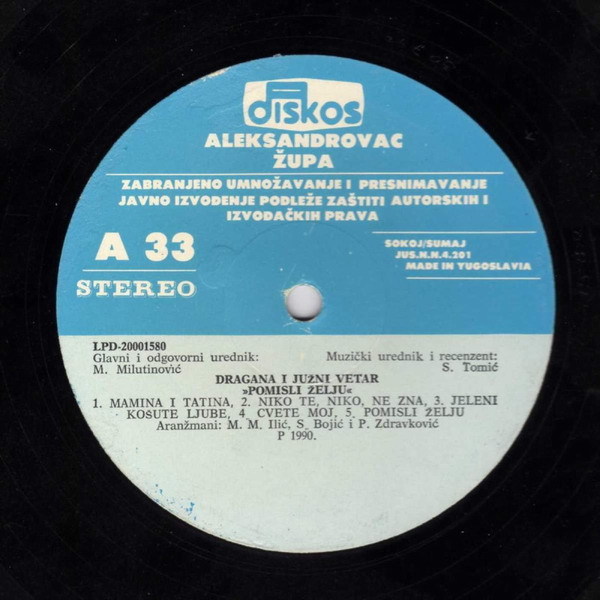 diskos
ALEKSANDROVAC
ŽUPA
ZABRANJENO UMNOŽAVANJE I PRESNIMAVANJE
JAVNO IZVOĐENJE PODLEŽE ZAŠTITI AUTORSKIH I
IZVOĐAČKIH PRAVA
A 33
STEREO
SOKOJ/SUMAJ
JUS.N.N.4.201
MADE IN YUGOSLAVIA
LPD-20001580
Glavni i odgovorni urednik:
M. Milutinović
Muzički urednik i recenzent:
S. Tomić
DRAGANA I JUŽNI VETAR
»POMISLI ŽELJU«
1. MAMINA I TATINA, 2. NIKO TE, NIKO, NE ZNA, 3. JELENI
KOŠUTE LJUBE, 4. CVETE MOJ, 5. POMISLI ŽELJU
Aranžmani: M. M. Ilić, S. Bojić i P. Zdravković
P 1990.